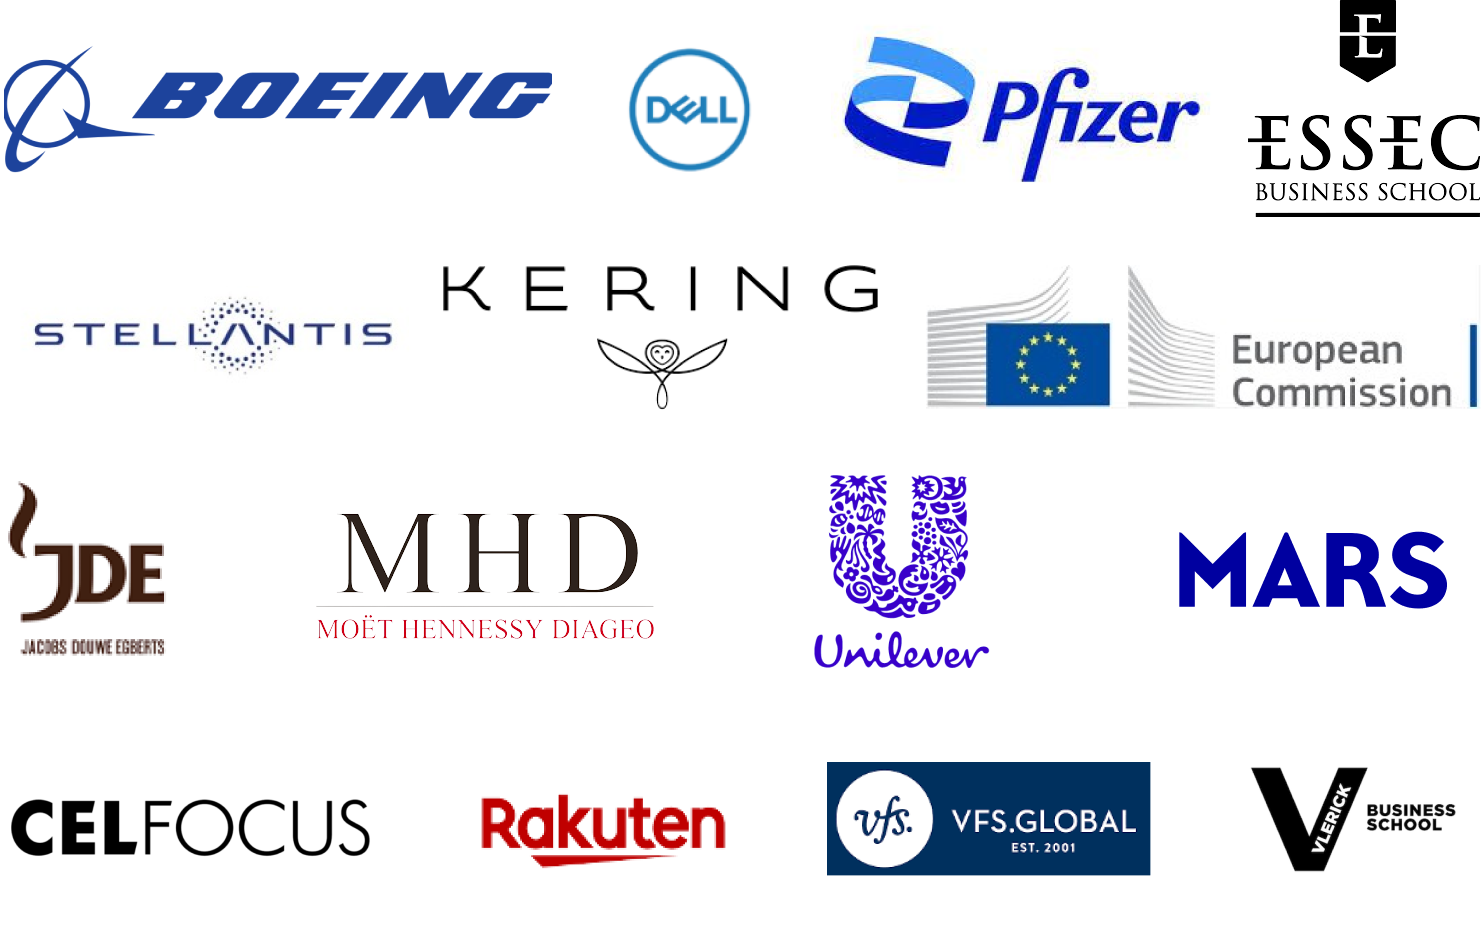 BOEING
DELL
Pfizer
E
ESSEC
BUSINESS SCHOOL
STELLANTIS
KERING
European
Commission
JDE
JACOBS DOUWE EGBERTS
MHD
MOËT HENNESSY DIAGEO
Unilever
MARS
CELFOCUS
Rakuten
vfs.
VFS.GLOBAL
EST. 2001
VLERICK
BUSINESS
SCHOOL